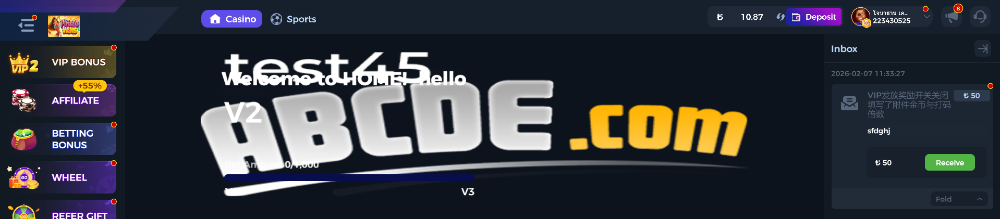 Casino
Sports
₺ 10.87
Deposit
โจนาธาน เค...
223430525
8
Piñata
WINS
VIP 2
VIP BONUS
+55%
AFFILIATE
BETTING
BONUS
GO
WHEEL
GO
REFER GIFT
test45
Welcome to HOME! hello
V2
ABCDE.com
Bet Amount 0/1,000
V3
Inbox
2026-02-07 11:33:27
VIP发放奖励开关关闭
填写了附件金币与打码
倍数
₺ 50
sfdghj
₺ 50
Receive
Fold